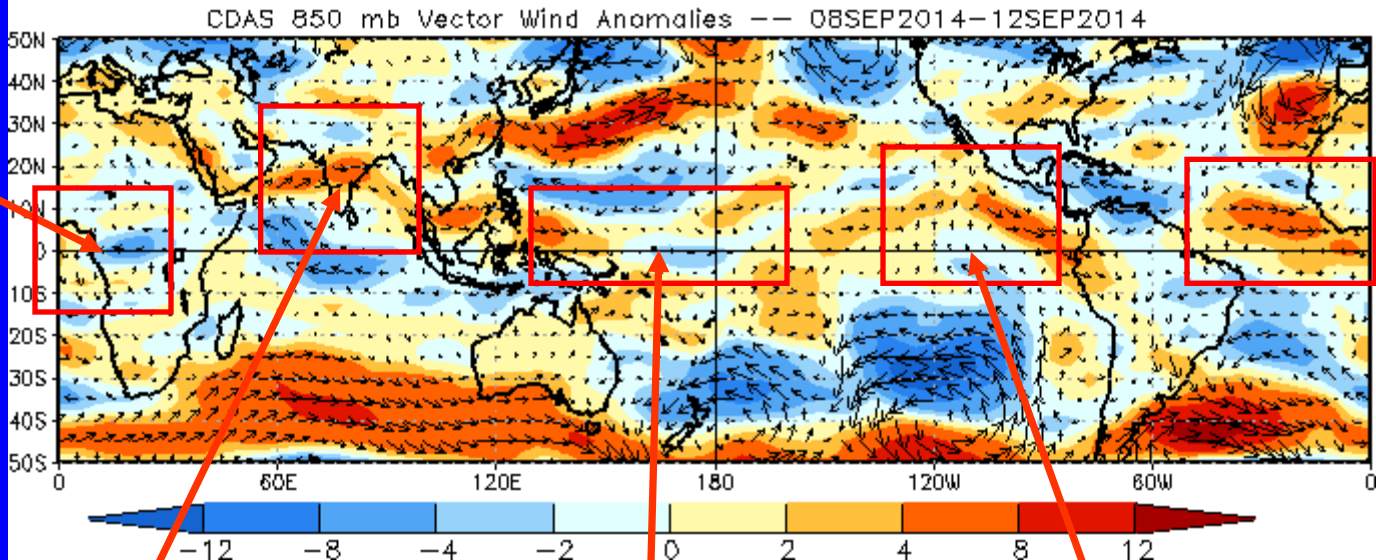 CDAS 850 mb Vector Wind Anomalies -- 08SEP2014-12SEP2014
50N
40N
30N
20N
10N
0
10S
20S
30S
40S
50S
0 60E 120E 180 120W 60W 0
-12 -8 -4 -2 0 2 4 8 12